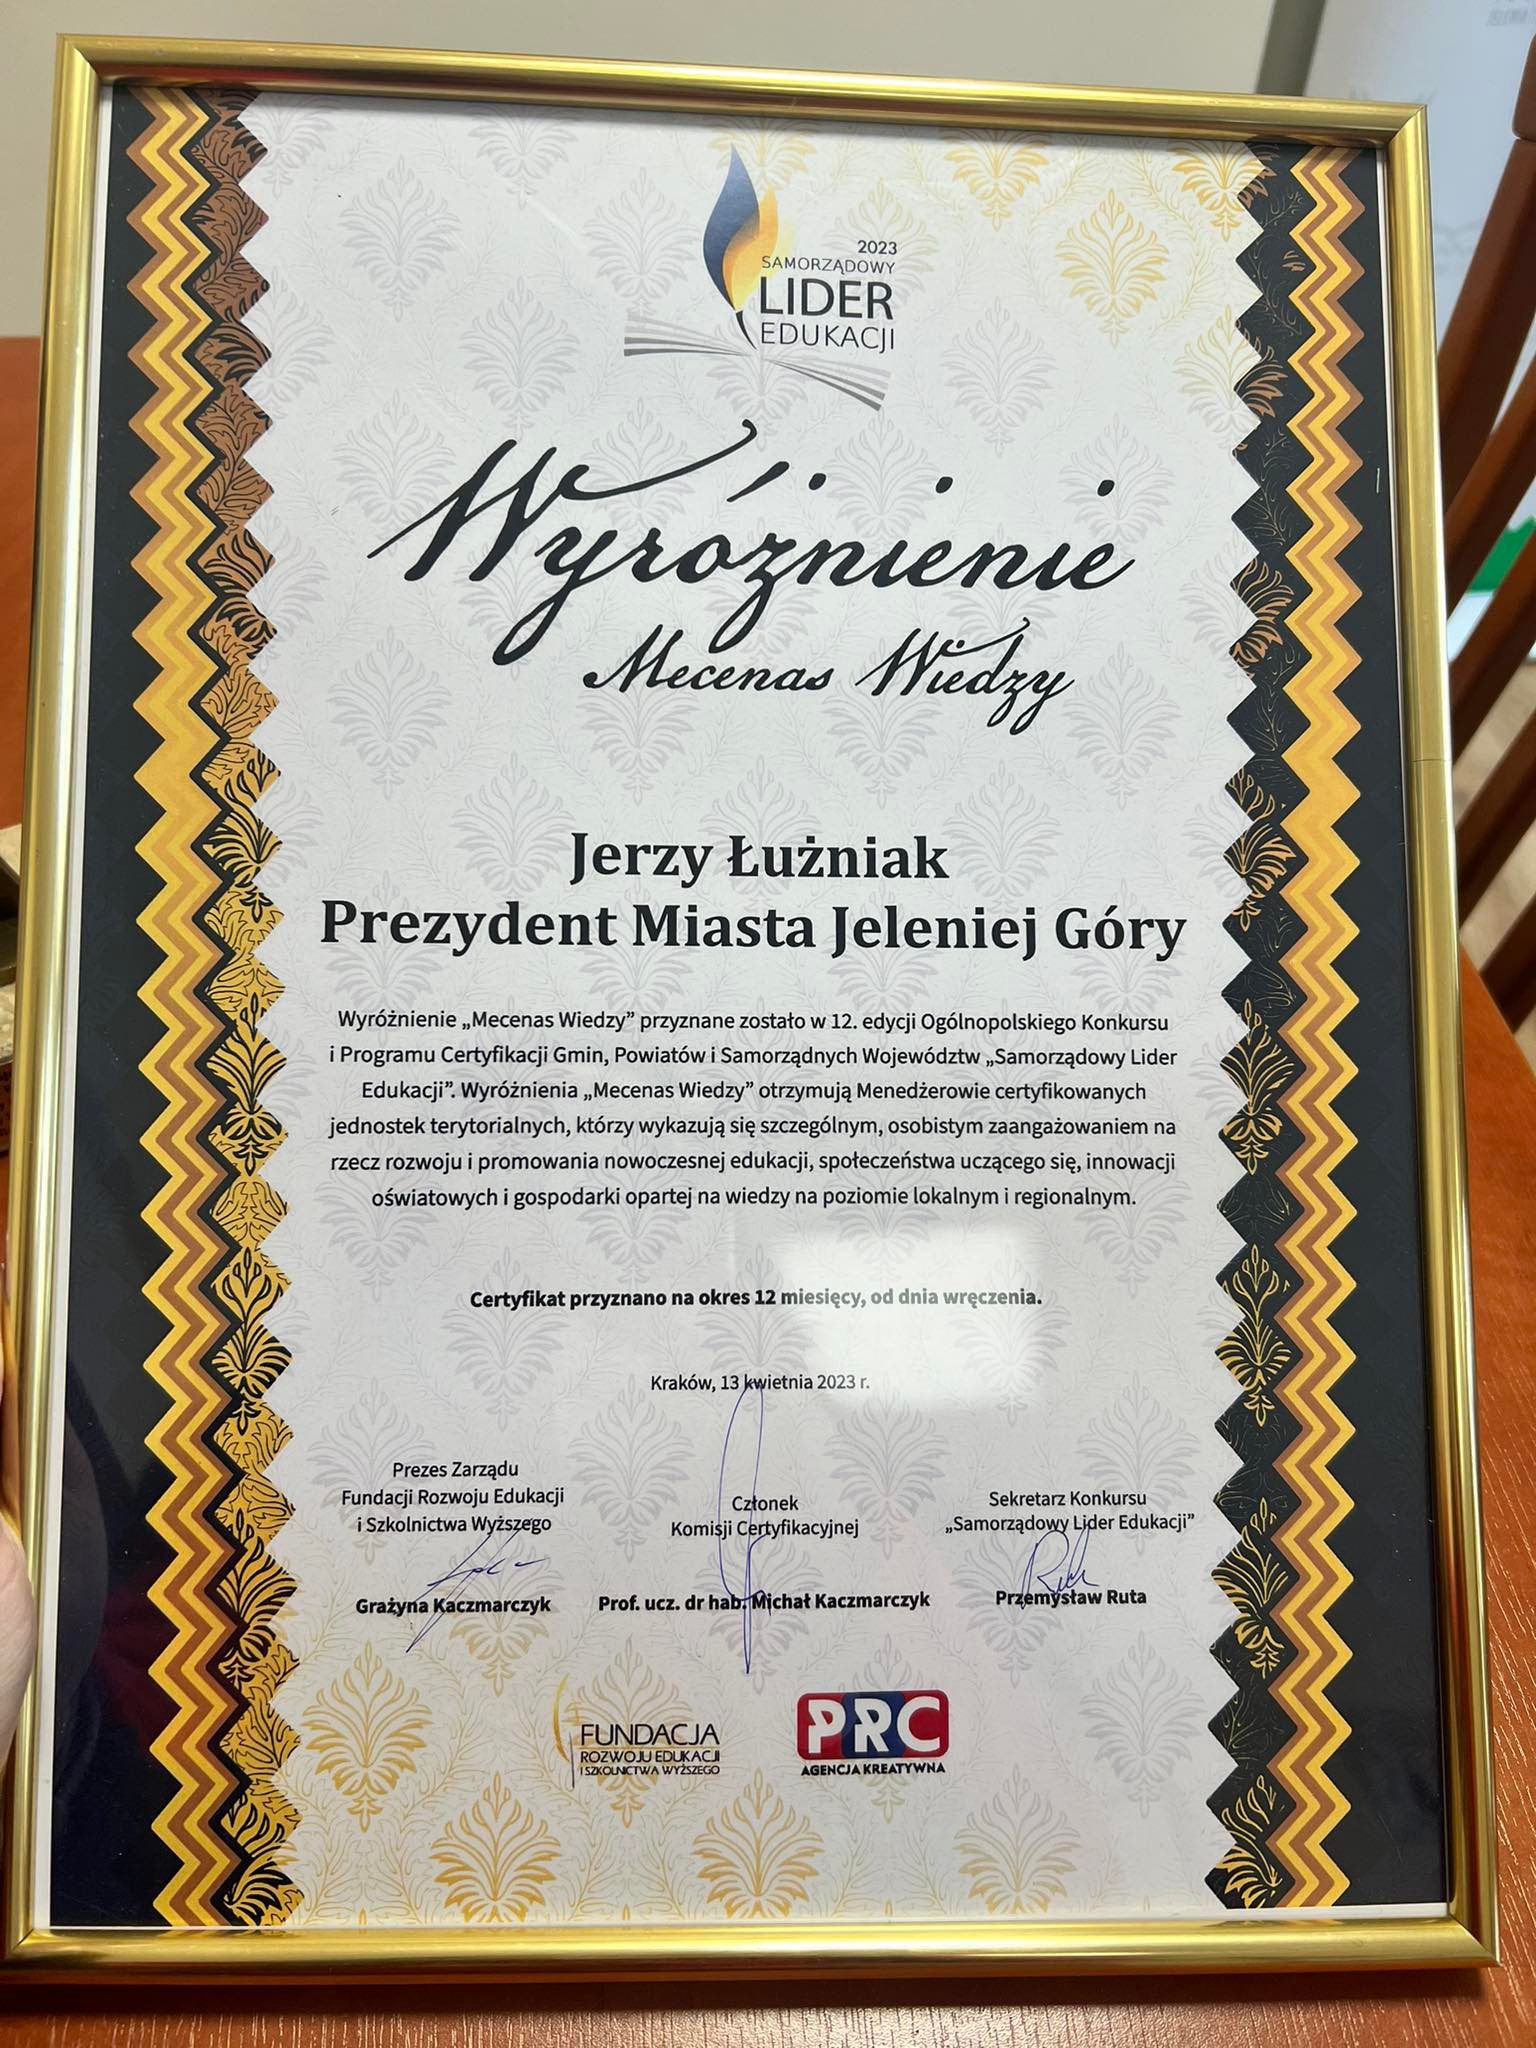 2023
SAMORZĄDOWY
LIDER
EDUKACJI
Wyróżnienie
Mecenas Wiedzy
Jerzy Łużniak
Prezydent Miasta Jeleniej Góry
Wyróżnienie „Mecenas Wiedzy” przyznane zostało w 12. edycji Ogólnopolskiego Konkursu
i Programu Certyfikacji Gmin, Powiatów i Samorządnych Województw „Samorządowy Lider
Edukacji”. Wyróżnienia „Mecenas Wiedzy” otrzymują Menedżerowie certyfikowanych
jednostek terytorialnych, którzy wykazują się szczególnym, osobistym zaangażowaniem na
rzecz rozwoju i promowania nowoczesnej edukacji, społeczeństwa uczącego się, innowacji
oświatowych i gospodarki opartej na wiedzy na poziomie lokalnym i regionalnym.
Certyfikat przyznano na okres 12 miesięcy, od dnia wręczenia.
Kraków, 13 kwietnia 2023 r.
Prezes Zarządu
Fundacji Rozwoju Edukacji
i Szkolnictwa Wyższego
Grażyna Kaczmarczyk
Członek
Komisji Certyfikacyjnej
Prof. ucz. dr hab. Michał Kaczmarczyk
Sekretarz Konkursu
„Samorządowy Lider Edukacji”
Przemysław Ruta
FUNDACJA
ROZWOJU EDUKACJI
I SZKOLNICTWA WYŻSZEGO
PRC
AGENCJA KREATYWNA